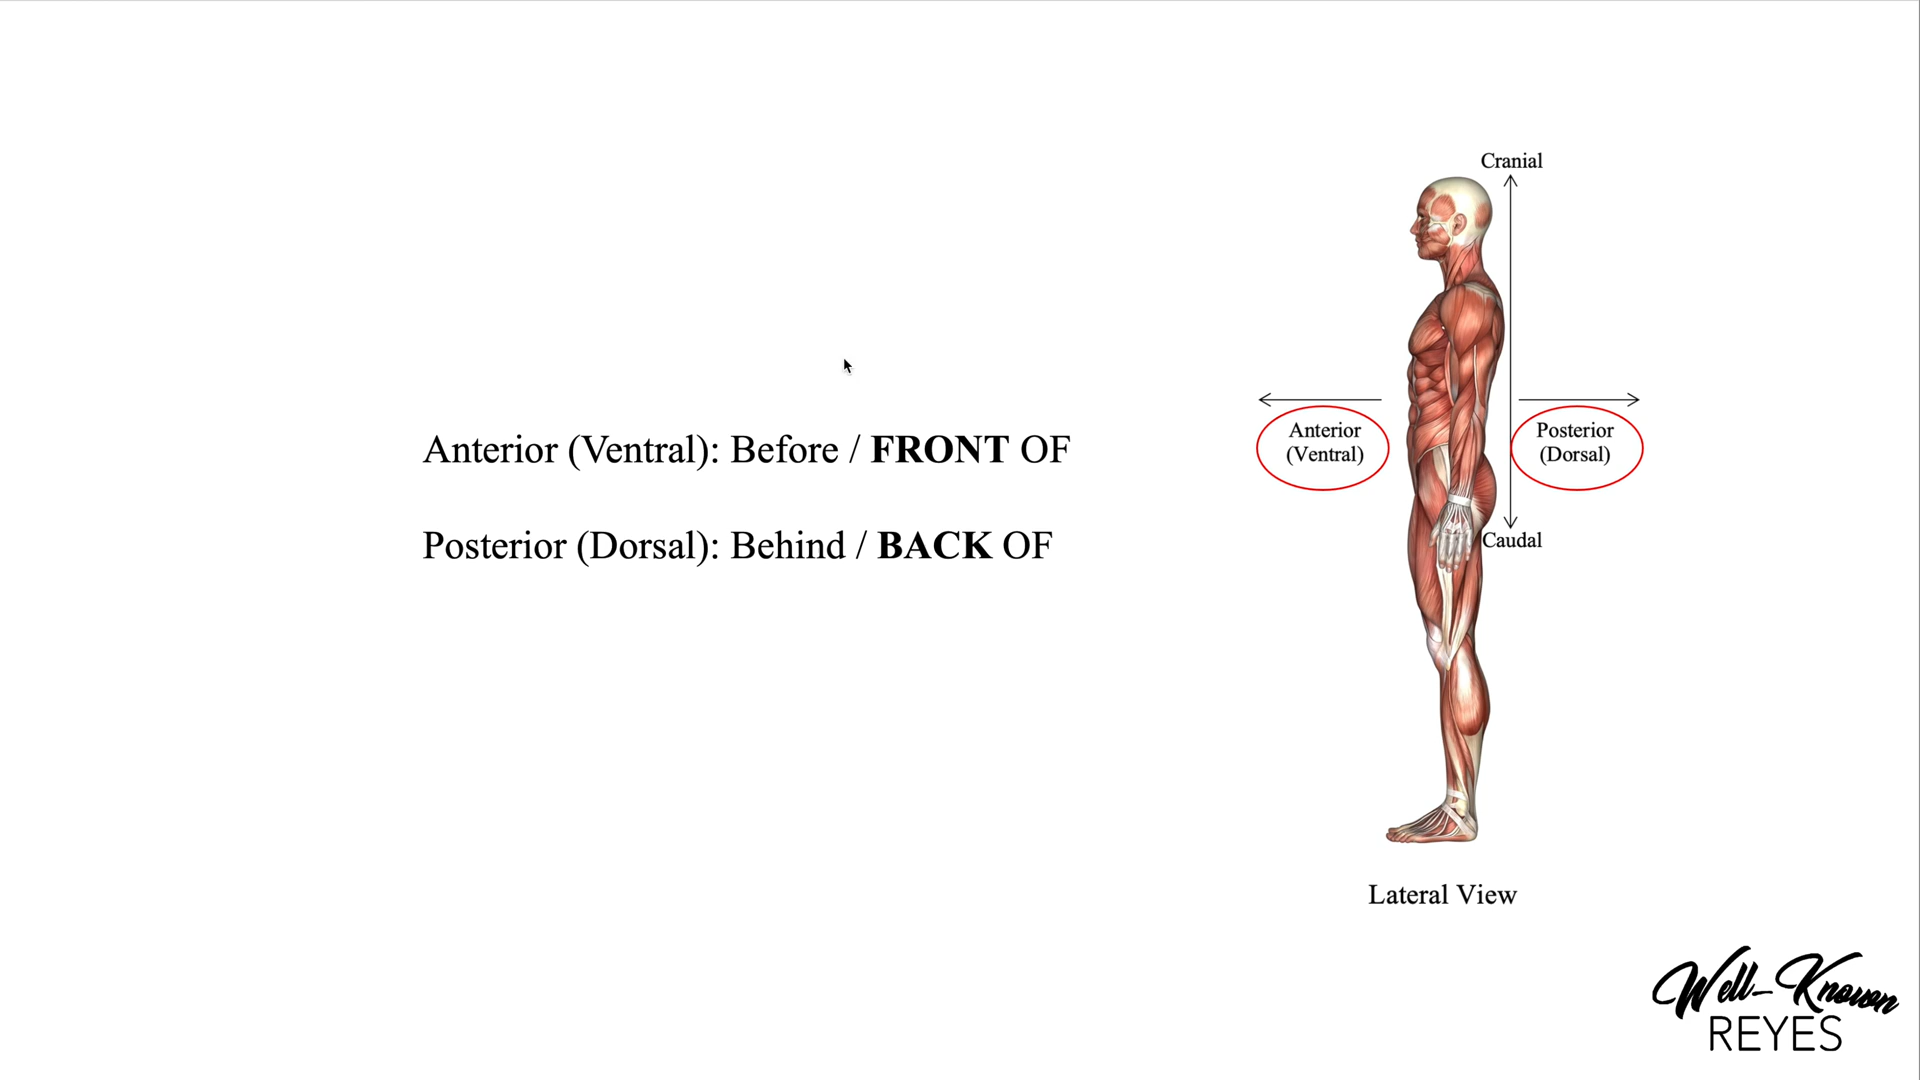 Anterior (Ventral): Before / FRONT OF
Posterior (Dorsal): Behind / BACK OF
Cranial
Anterior
(Ventral)
Posterior
(Dorsal)
Caudal
Lateral View
Well-Known
REYES